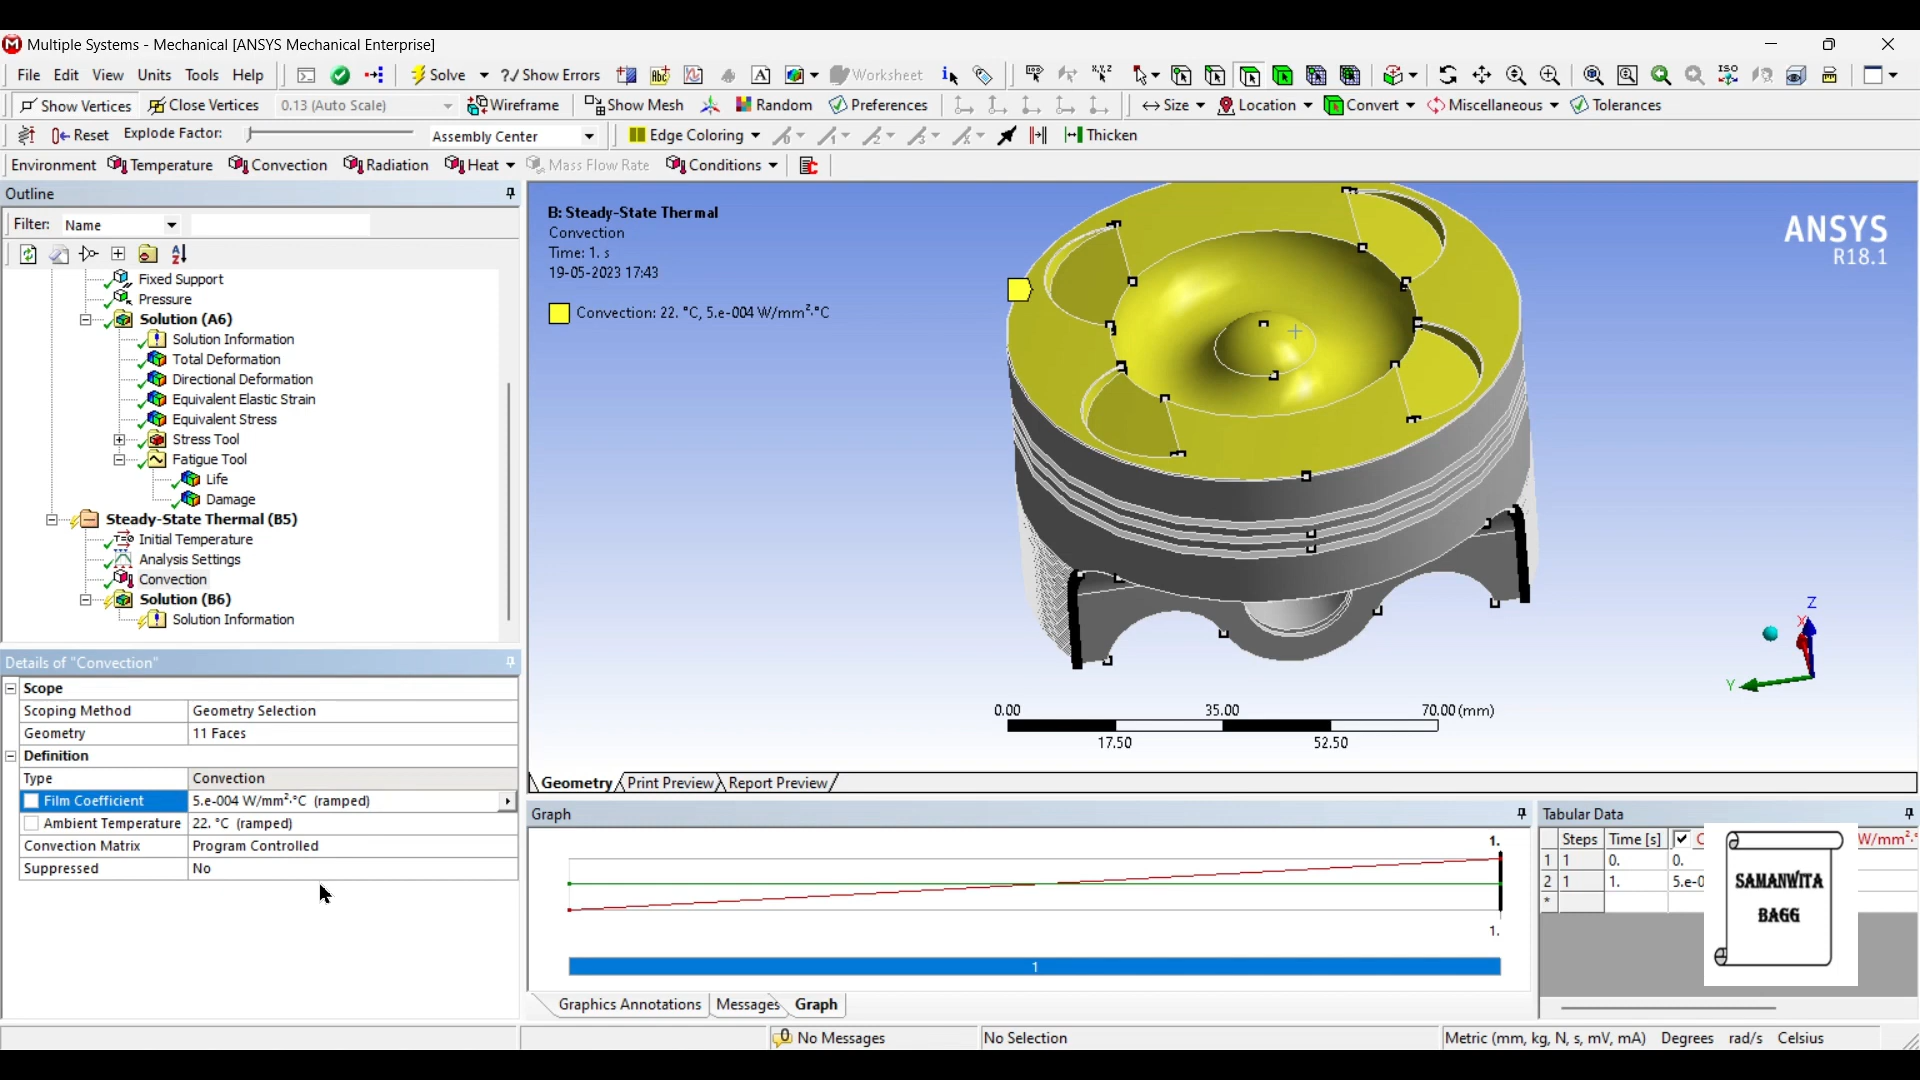 Multiple Systems - Mechanical [ANSYS Mechanical Enterprise]
File Edit View Units Tools Help Solve ?/ Show Errors Worksheet
Show Vertices Close Vertices 0.13 (Auto Scale) Wireframe Show Mesh Random Preferences Size Location Convert Miscellaneous Tolerances
Reset Explode Factor: Assembly Center Edge Coloring Thicken
Environment Temperature Convection Radiation Heat Mass Flow Rate Conditions
Outline
Filter: Name
Fixed Support
Pressure
Solution (A6)
Solution Information
Total Deformation
Directional Deformation
Equivalent Elastic Strain
Equivalent Stress
Stress Tool
Fatigue Tool
Life
Damage
Steady-State Thermal (B5)
Initial Temperature
Analysis Settings
Convection
Solution (B6)
Solution Information
Details of "Convection"
Scope
Scoping Method Geometry Selection
Geometry 11 Faces
Definition
Type Convection
Film Coefficient 5.e-004 W/mm²·°C (ramped)
Ambient Temperature 22. °C (ramped)
Convection Matrix Program Controlled
Suppressed No
B: Steady-State Thermal
Convection
Time: 1. s
19-05-2023 17:43
Convection: 22. °C, 5.e-004 W/mm²·°C
ANSYS
R18.1
Z
X
Y
0.00 35.00 70.00 (mm)
17.50 52.50
Geometry Print Preview Report Preview
Graph
1.
1.
1
Graphics Annotations Messages Graph
Tabular Data
Steps Time [s] C W/mm²·°
1 1 0. 0.
2 1 1. 5.e-0
*
SAMANWITA
BAGG
0 No Messages No Selection Metric (mm, kg, N, s, mV, mA) Degrees rad/s Celsius